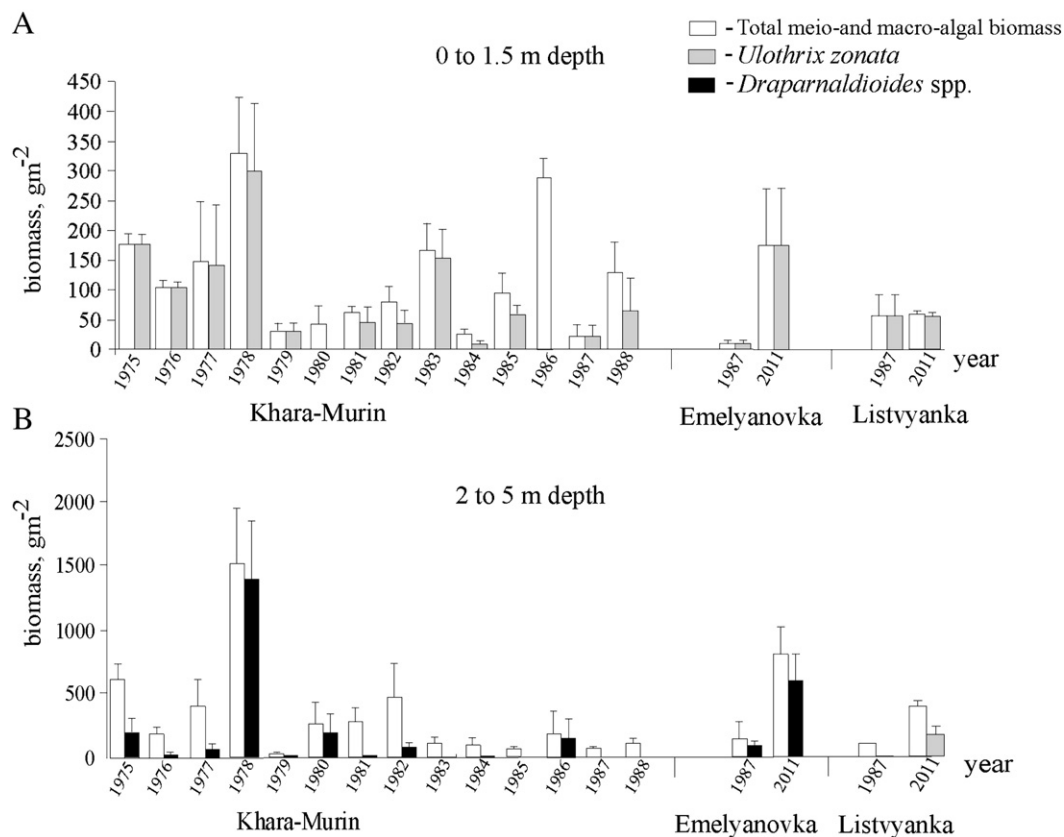 A
- Total meio-and macro-algal biomass
- Ulothrix zonata
- Draparnaldioides spp.
0 to 1.5 m depth
biomass, gm-2
450
400
350
300
250
200
150
100
50
0
1975 1976 1977 1978 1979 1980 1981 1982 1983 1984 1985 1986 1987 1988 1987 2011 1987 2011 year
Khara-Murin Emelyanovka Listvyanka
B
2 to 5 m depth
biomass, gm-2
2500
2000
1500
1000
500
0
1975 1976 1977 1978 1979 1980 1981 1982 1983 1984 1985 1986 1987 1988 1987 2011 1987 2011 year
Khara-Murin Emelyanovka Listvyanka